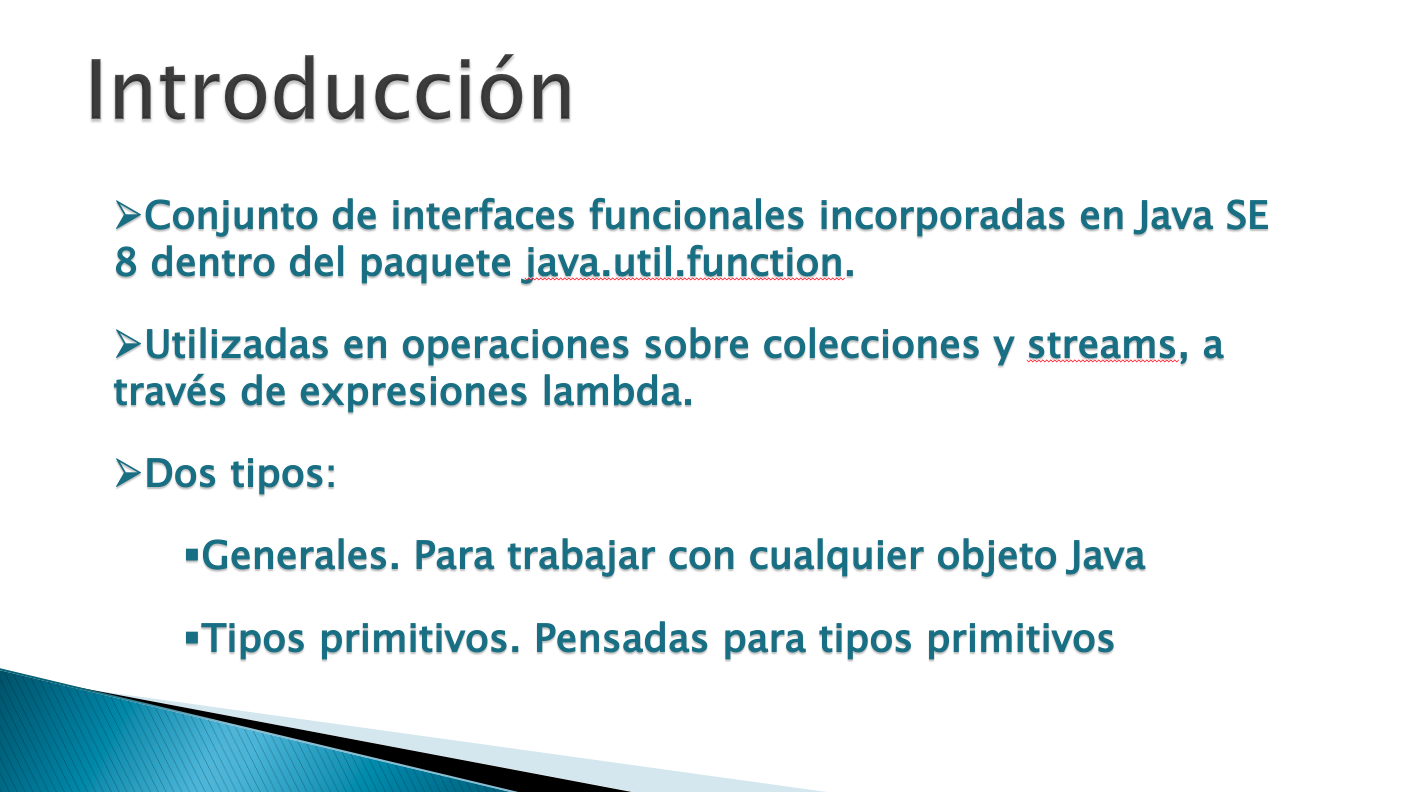 Introducción
➢Conjunto de interfaces funcionales incorporadas en Java SE
8 dentro del paquete java.util.function.
➢Utilizadas en operaciones sobre colecciones y streams, a
través de expresiones lambda.
➢Dos tipos:
▪Generales. Para trabajar con cualquier objeto Java
▪Tipos primitivos. Pensadas para tipos primitivos